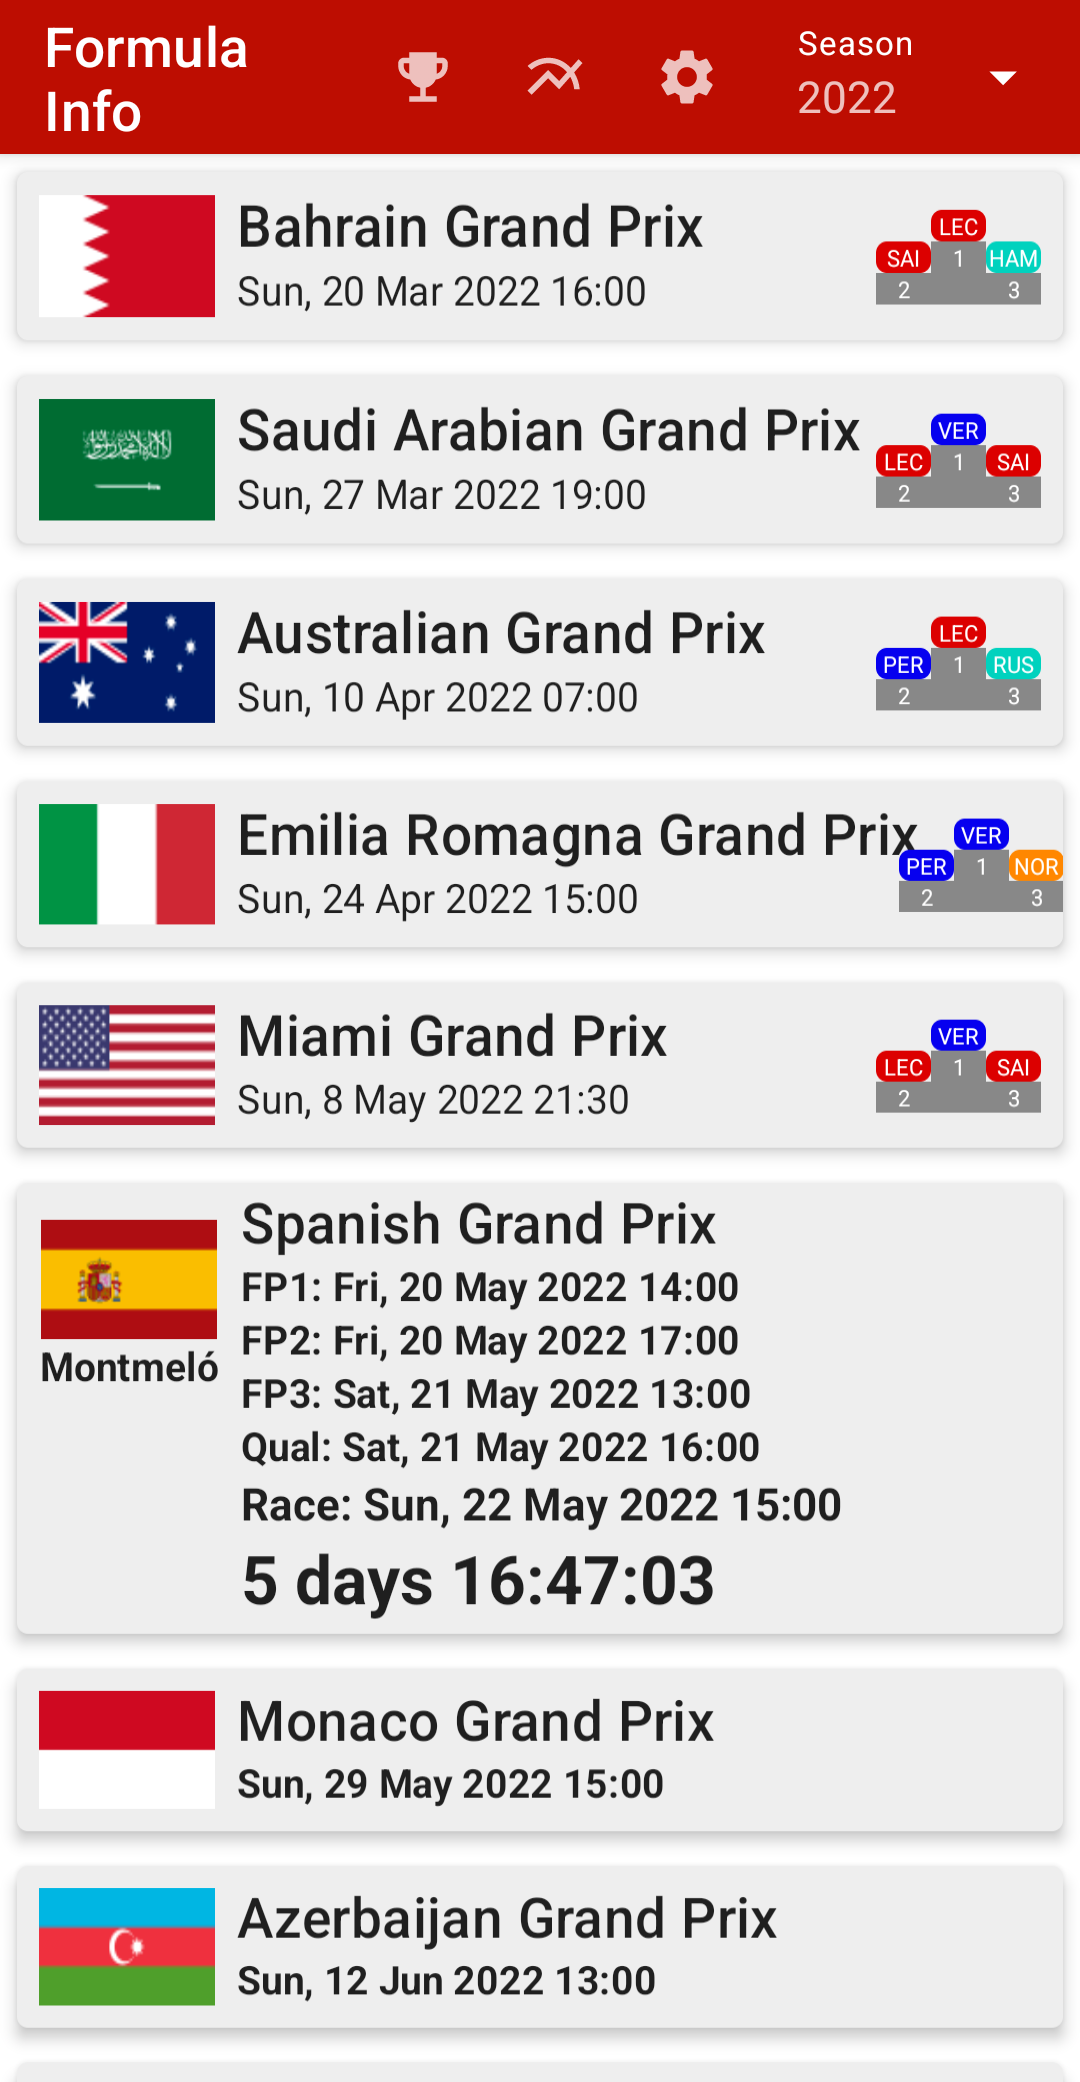 Formula
Info
Season
2022
Bahrain Grand Prix
Sun, 20 Mar 2022 16:00
LEC
SAI 1 HAM
2 3
Saudi Arabian Grand Prix
Sun, 27 Mar 2022 19:00
VER
LEC 1 SAI
2 3
Australian Grand Prix
Sun, 10 Apr 2022 07:00
LEC
PER 1 RUS
2 3
Emilia Romagna Grand Prix
Sun, 24 Apr 2022 15:00
VER
PER 1 NOR
2 3
Miami Grand Prix
Sun, 8 May 2022 21:30
VER
LEC 1 SAI
2 3
Montmeló
Spanish Grand Prix
FP1: Fri, 20 May 2022 14:00
FP2: Fri, 20 May 2022 17:00
FP3: Sat, 21 May 2022 13:00
Qual: Sat, 21 May 2022 16:00
Race: Sun, 22 May 2022 15:00
5 days 16:47:03
Monaco Grand Prix
Sun, 29 May 2022 15:00
Azerbaijan Grand Prix
Sun, 12 Jun 2022 13:00